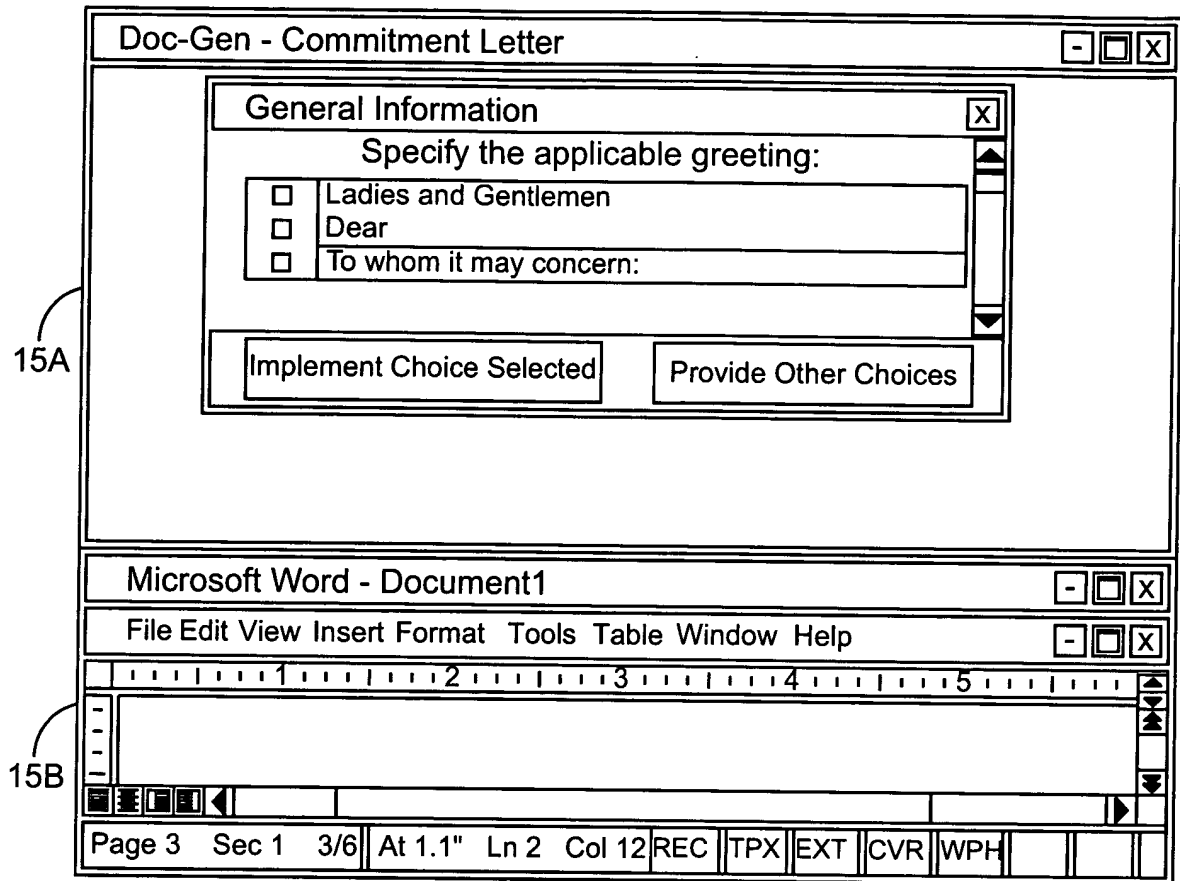 Doc-Gen - Commitment Letter - X
General Information X
Specify the applicable greeting:
Ladies and Gentlemen
Dear
To whom it may concern:
Implement Choice Selected Provide Other Choices
15A
Microsoft Word - Document1 - X
File Edit View Insert Format Tools Table Window Help - X
1 2 3 4 5
15B
Page 3 Sec 1 3/6 At 1.1" Ln 2 Col 12 REC TPX EXT CVR WPH